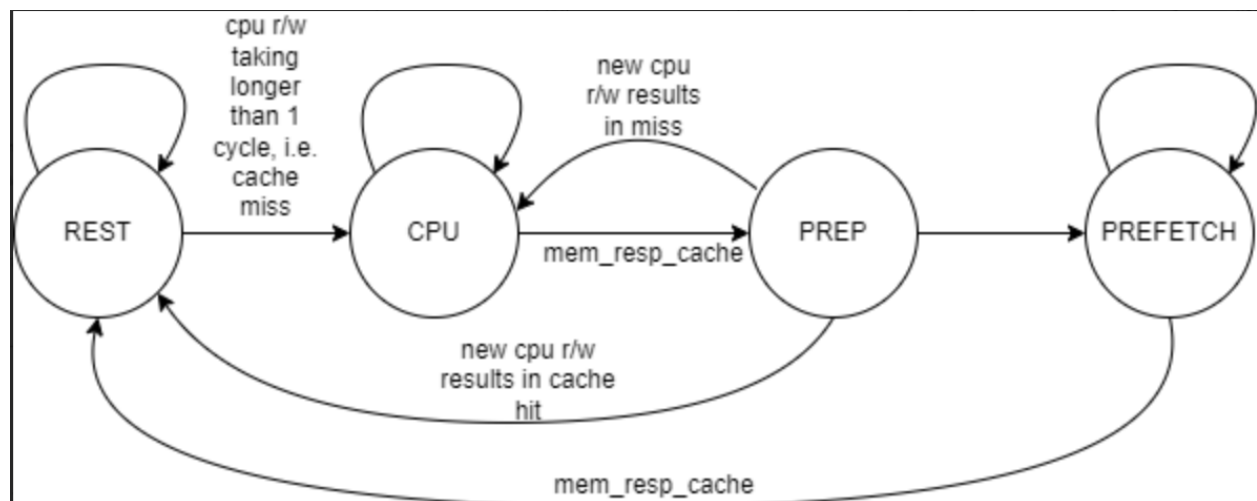 cpu r/w
taking
longer
than 1
cycle, i.e.
cache
miss
new cpu
r/w results
in miss
REST
CPU
PREP
PREFETCH
mem_resp_cache
new cpu r/w
results in cache
hit
mem_resp_cache